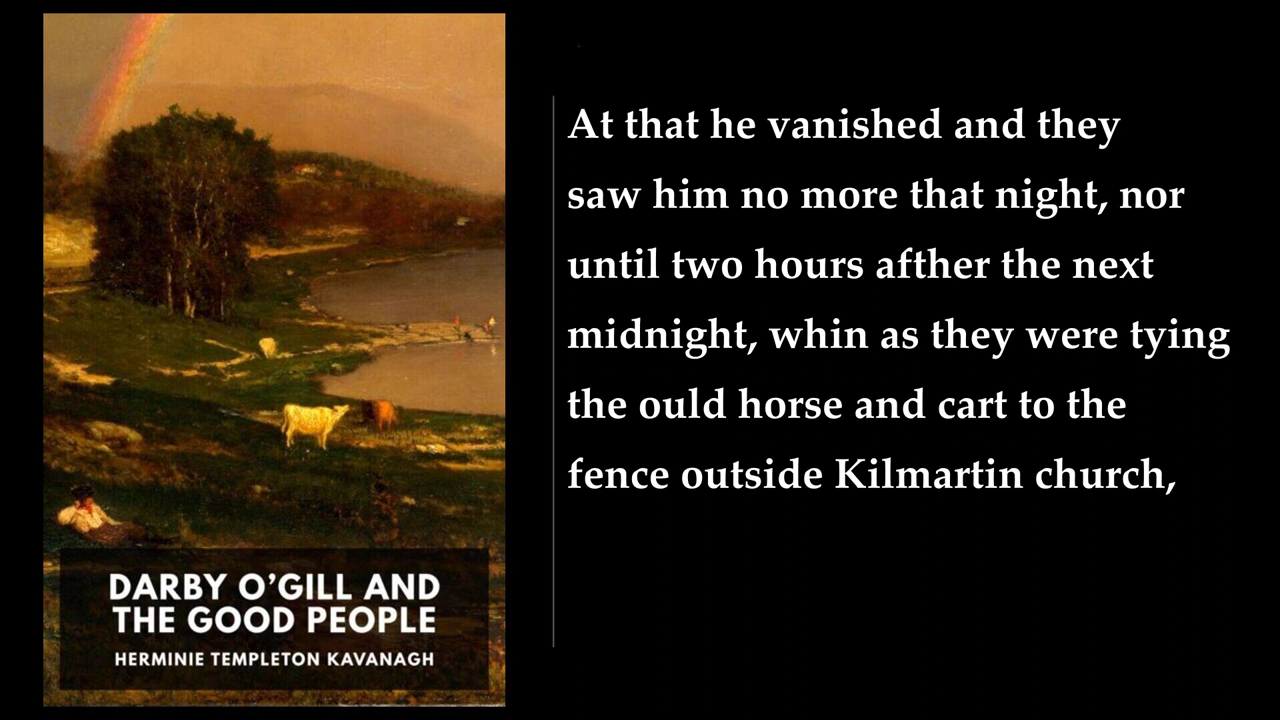 At that he vanished and they
saw him no more that night, nor
until two hours afther the next
midnight, whin as they were tying
the ould horse and cart to the
fence outside Kilmartin church,
DARBY O'GILL AND
THE GOOD PEOPLE
HERMINIE TEMPLETON KAVANAGH